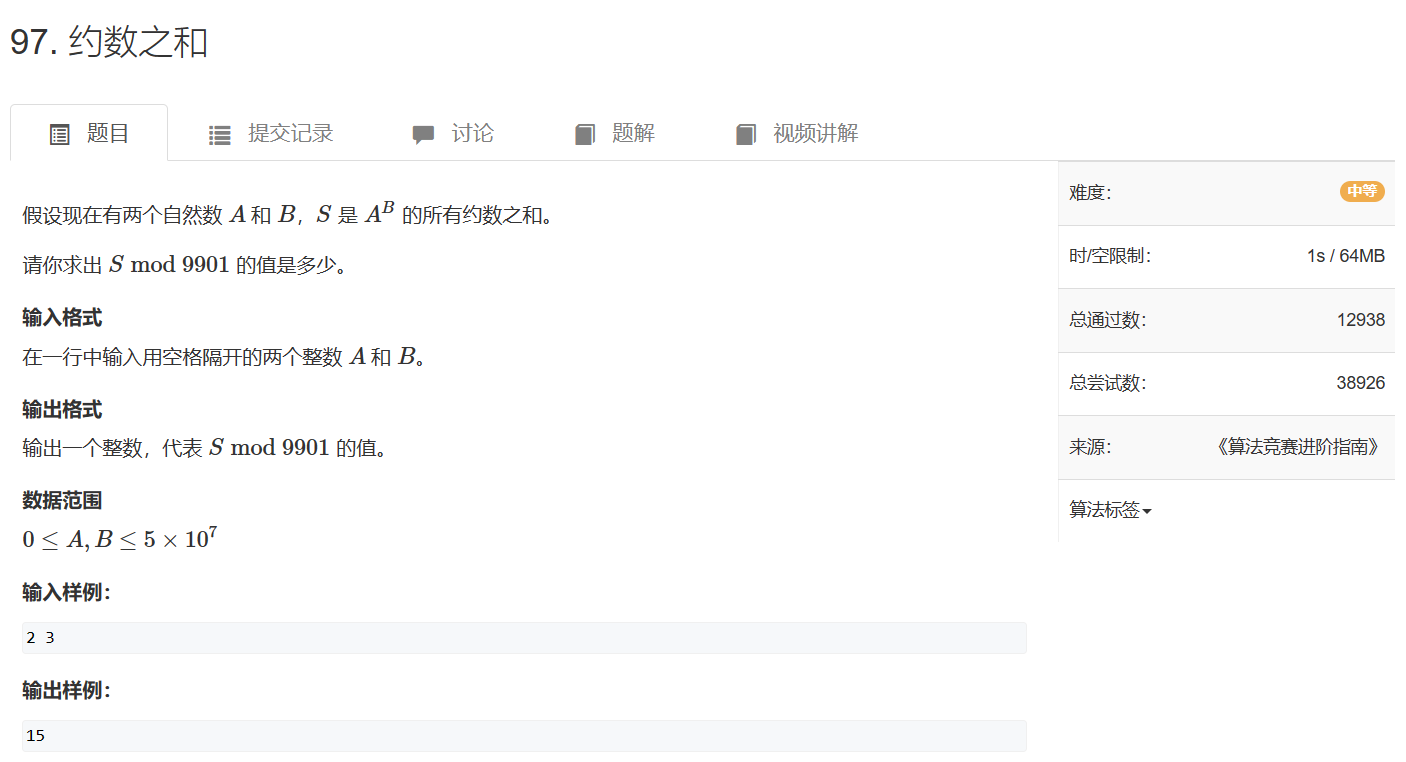 97. 约数之和
题目 提交记录 讨论 题解 视频讲解
假设现在有两个自然数 A 和 B，S 是 A^B 的所有约数之和。
请你求出 S mod 9901 的值是多少。
输入格式
在一行中输入用空格隔开的两个整数 A 和 B。
输出格式
输出一个整数，代表 S mod 9901 的值。
数据范围
0 ≤ A, B ≤ 5 × 10^7
输入样例：
2 3
输出样例：
15
难度： 中等
时/空限制： 1s / 64MB
总通过数： 12938
总尝试数： 38926
来源： 《算法竞赛进阶指南》
算法标签